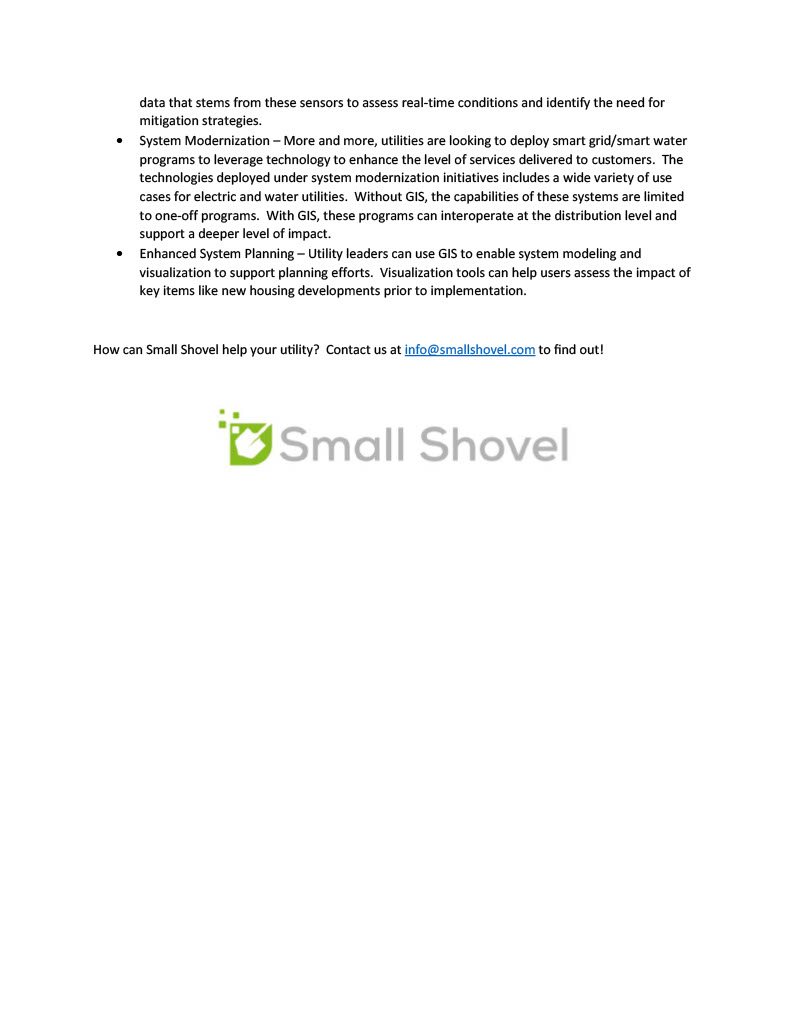 data that stems from these sensors to assess real-time conditions and identify the need for
mitigation strategies.
• System Modernization – More and more, utilities are looking to deploy smart grid/smart water
programs to leverage technology to enhance the level of services delivered to customers.  The
technologies deployed under system modernization initiatives includes a wide variety of use
cases for electric and water utilities.  Without GIS, the capabilities of these systems are limited
to one-off programs.  With GIS, these programs can interoperate at the distribution level and
support a deeper level of impact.
• Enhanced System Planning – Utility leaders can use GIS to enable system modeling and
visualization to support planning efforts.  Visualization tools can help users assess the impact of
key items like new housing developments prior to implementation.
How can Small Shovel help your utility?  Contact us at info@smallshovel.com to find out!
Small Shovel